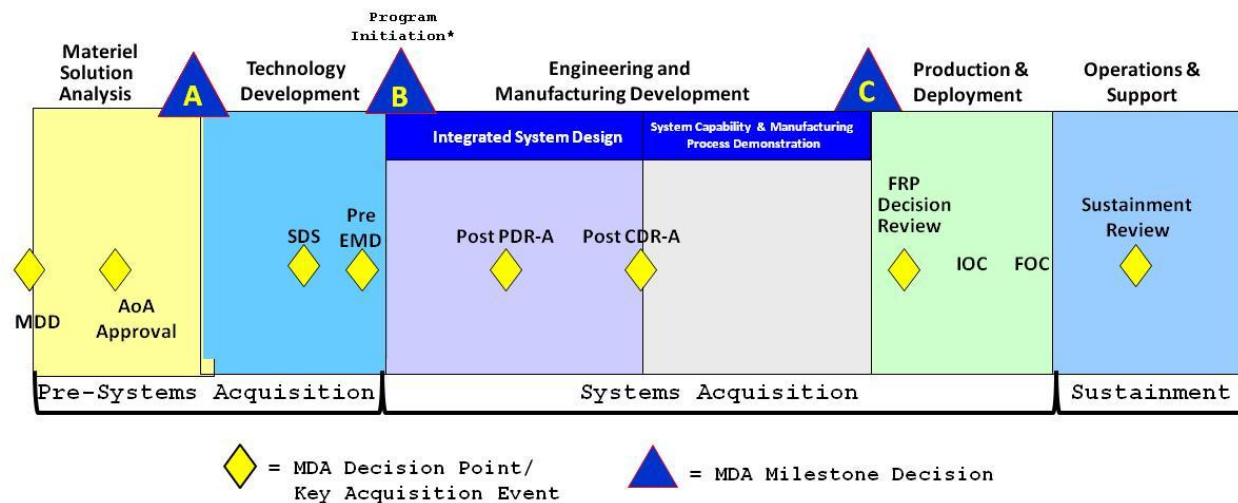 Program
Initiation*
Materiel
Solution
Analysis
A
Technology
Development
B
Engineering and
Manufacturing Development
C
Production &
Deployment
Operations &
Support
Integrated System Design
System Capability & Manufacturing
Process Demonstration
MDD
AoA
Approval
SDS
Pre
EMD
Post PDR-A
Post CDR-A
FRP
Decision
Review
IOC
FOC
Sustainment
Review
Pre-Systems Acquisition
Systems Acquisition
Sustainment
= MDA Decision Point/
Key Acquisition Event
= MDA Milestone Decision